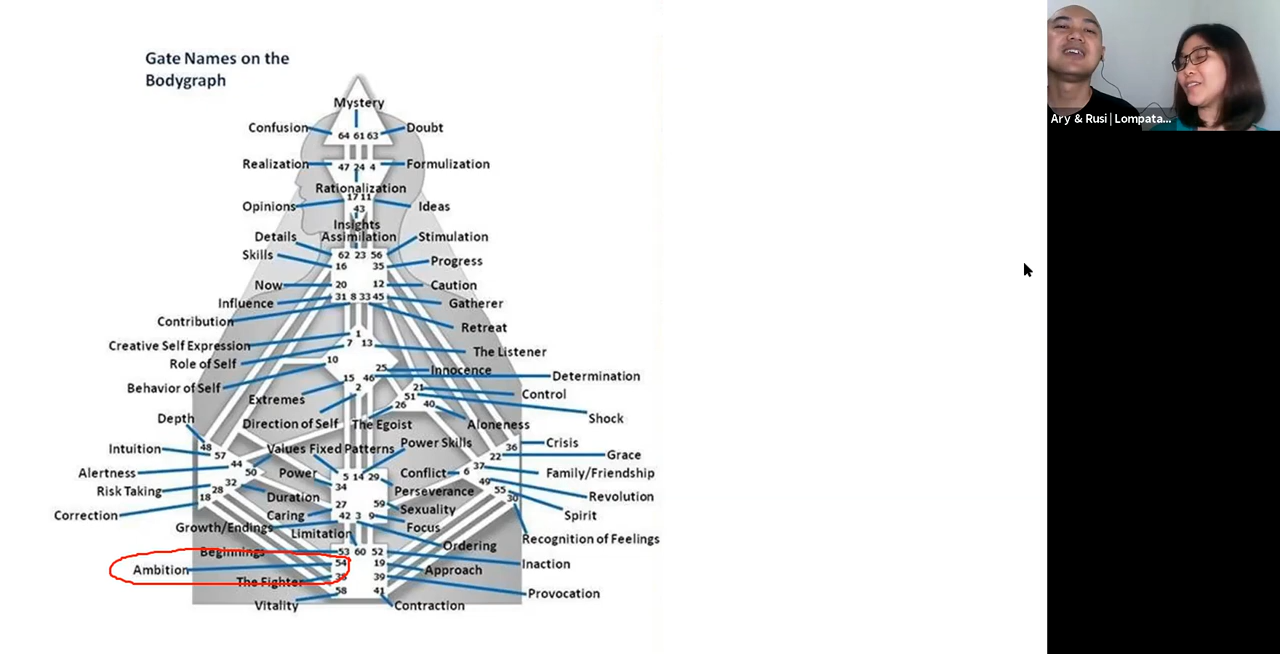 Gate Names on the
Bodygraph
Mystery
Confusion 64 61 63 Doubt
Realization 47 24 4 Formulization
Rationalization
17 11
Opinions 43 Ideas
Insights
Details Assimilation Stimulation
Skills 62 23 56
16 35 Progress
Now 20 12 Caution
Influence 31 8 33 45 Gatherer
Contribution Retreat
1
Creative Self Expression 7 13 The Listener
Role of Self 10 25 Innocence Determination
Behavior of Self 15 46 21 Control
Extremes 2 51 Shock
26 40
Depth Direction of Self The Egoist Aloneness
48 Power Skills 36 Crisis
Intuition 57 Values Fixed Patterns 22 Grace
Alertness 44 50 Power 5 14 29 Conflict 6 37 Family/Friendship
Risk Taking 28 32 34 Perseverance 49 Revolution
18 Duration 27 59 Sexuality 55 30
Correction Caring 42 3 9 Spirit
Growth/Endings Limitation Focus
Ordering Recognition of Feelings
Beginnings 53 60 52 Inaction
Ambition 54 19 Approach
The Fighter 38 39 Provocation
58 41
Vitality Contraction
Ary & Rusi | Lompata...